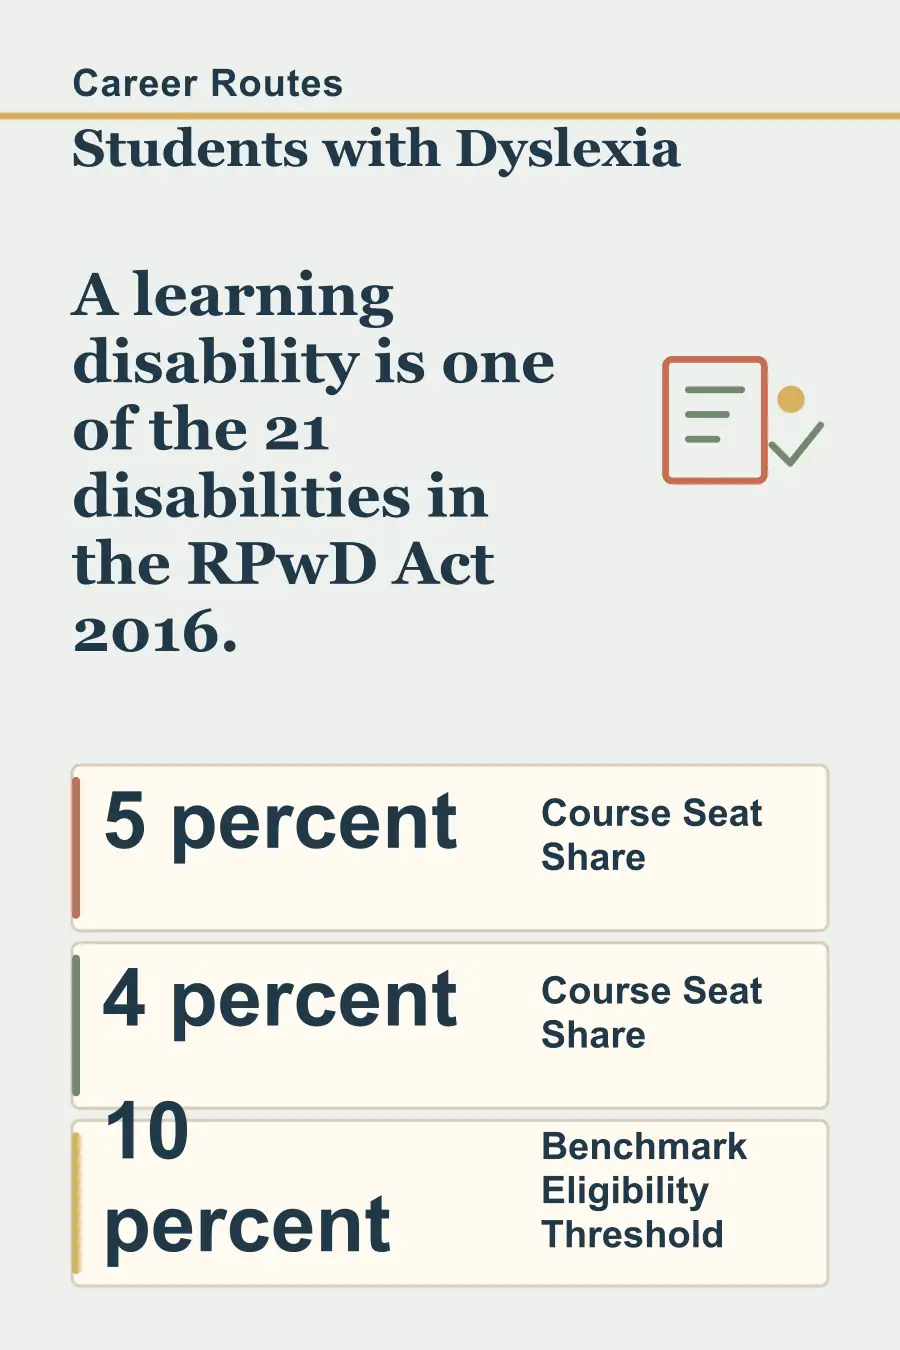 Career Routes
Students with Dyslexia
A learning
disability is one
of the 21
disabilities in
the RPwD Act
2016.
5 percent
Course Seat
Share
4 percent
Course Seat
Share
10
percent
Benchmark
Eligibility
Threshold